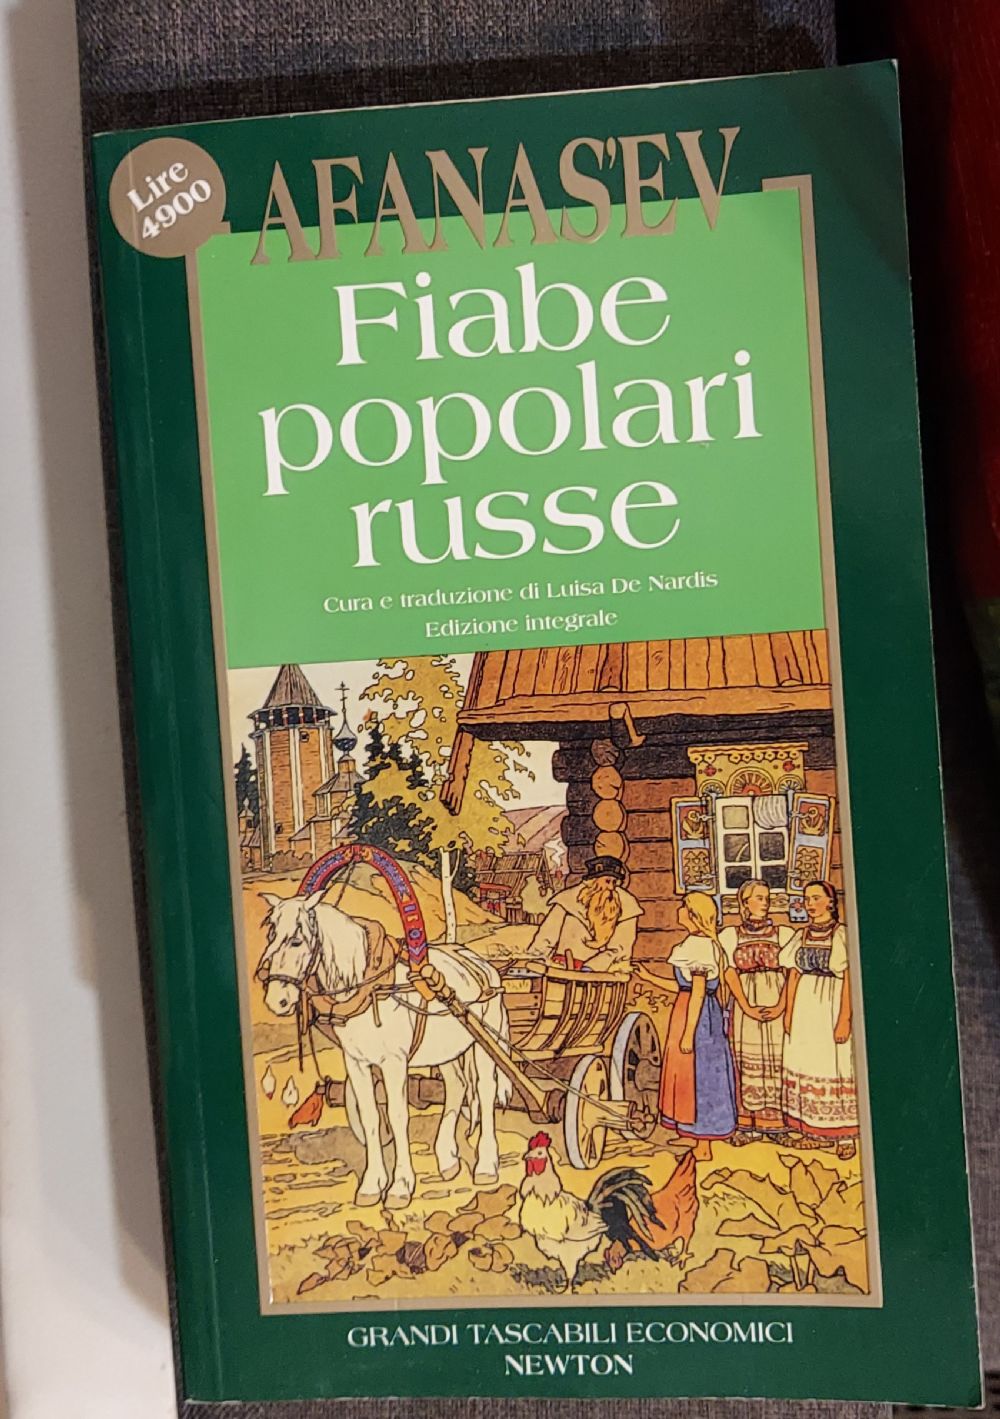 Lire
4900
AFANAS'EV
Fiabe
popolari
russe
Cura e traduzione di Luisa De Nardis
Edizione integrale
GRANDI TASCABILI ECONOMICI
NEWTON